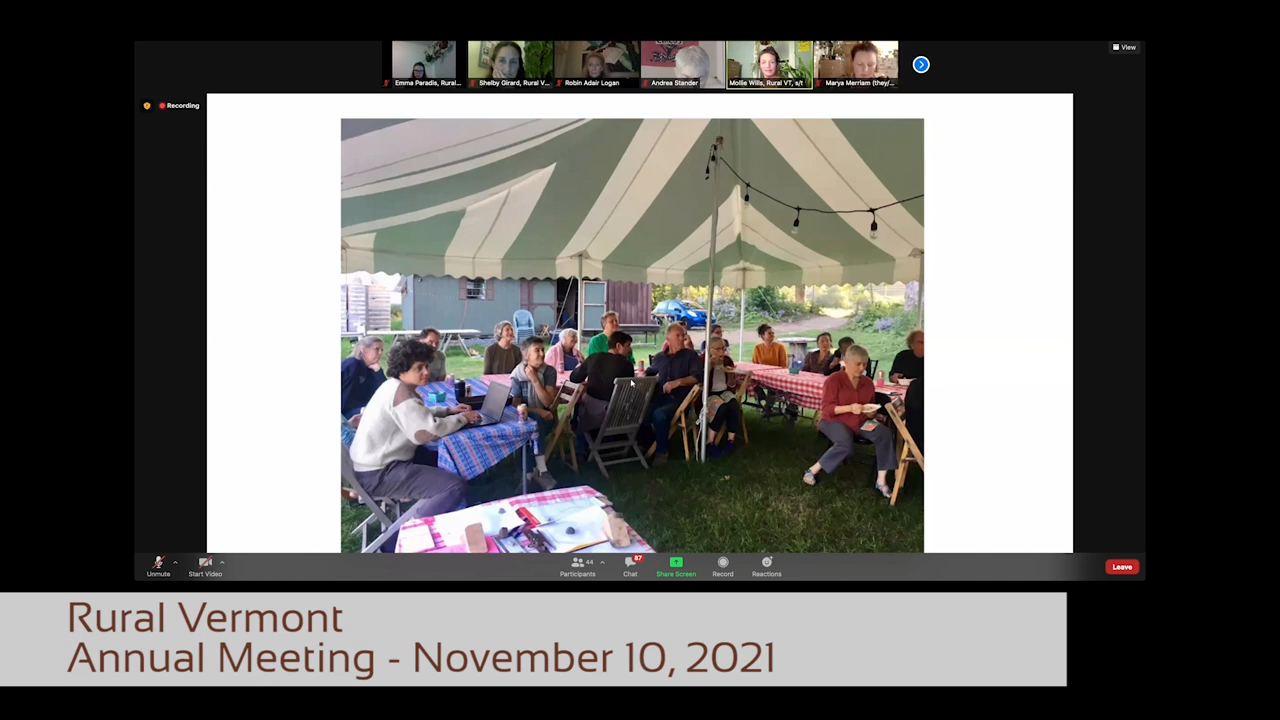 View
Emma Paradis, Rural...
Shelby Girard, Rural V...
Robin Adair Logan
Andrea Stander
Mollie Wills, Rural VT, s/t
Marya Merriam (they/...
Recording
Unmute
Start Video
44
Participants
87
Chat
Share Screen
Record
Reactions
Leave
Rural Vermont
Annual Meeting - November 10, 2021